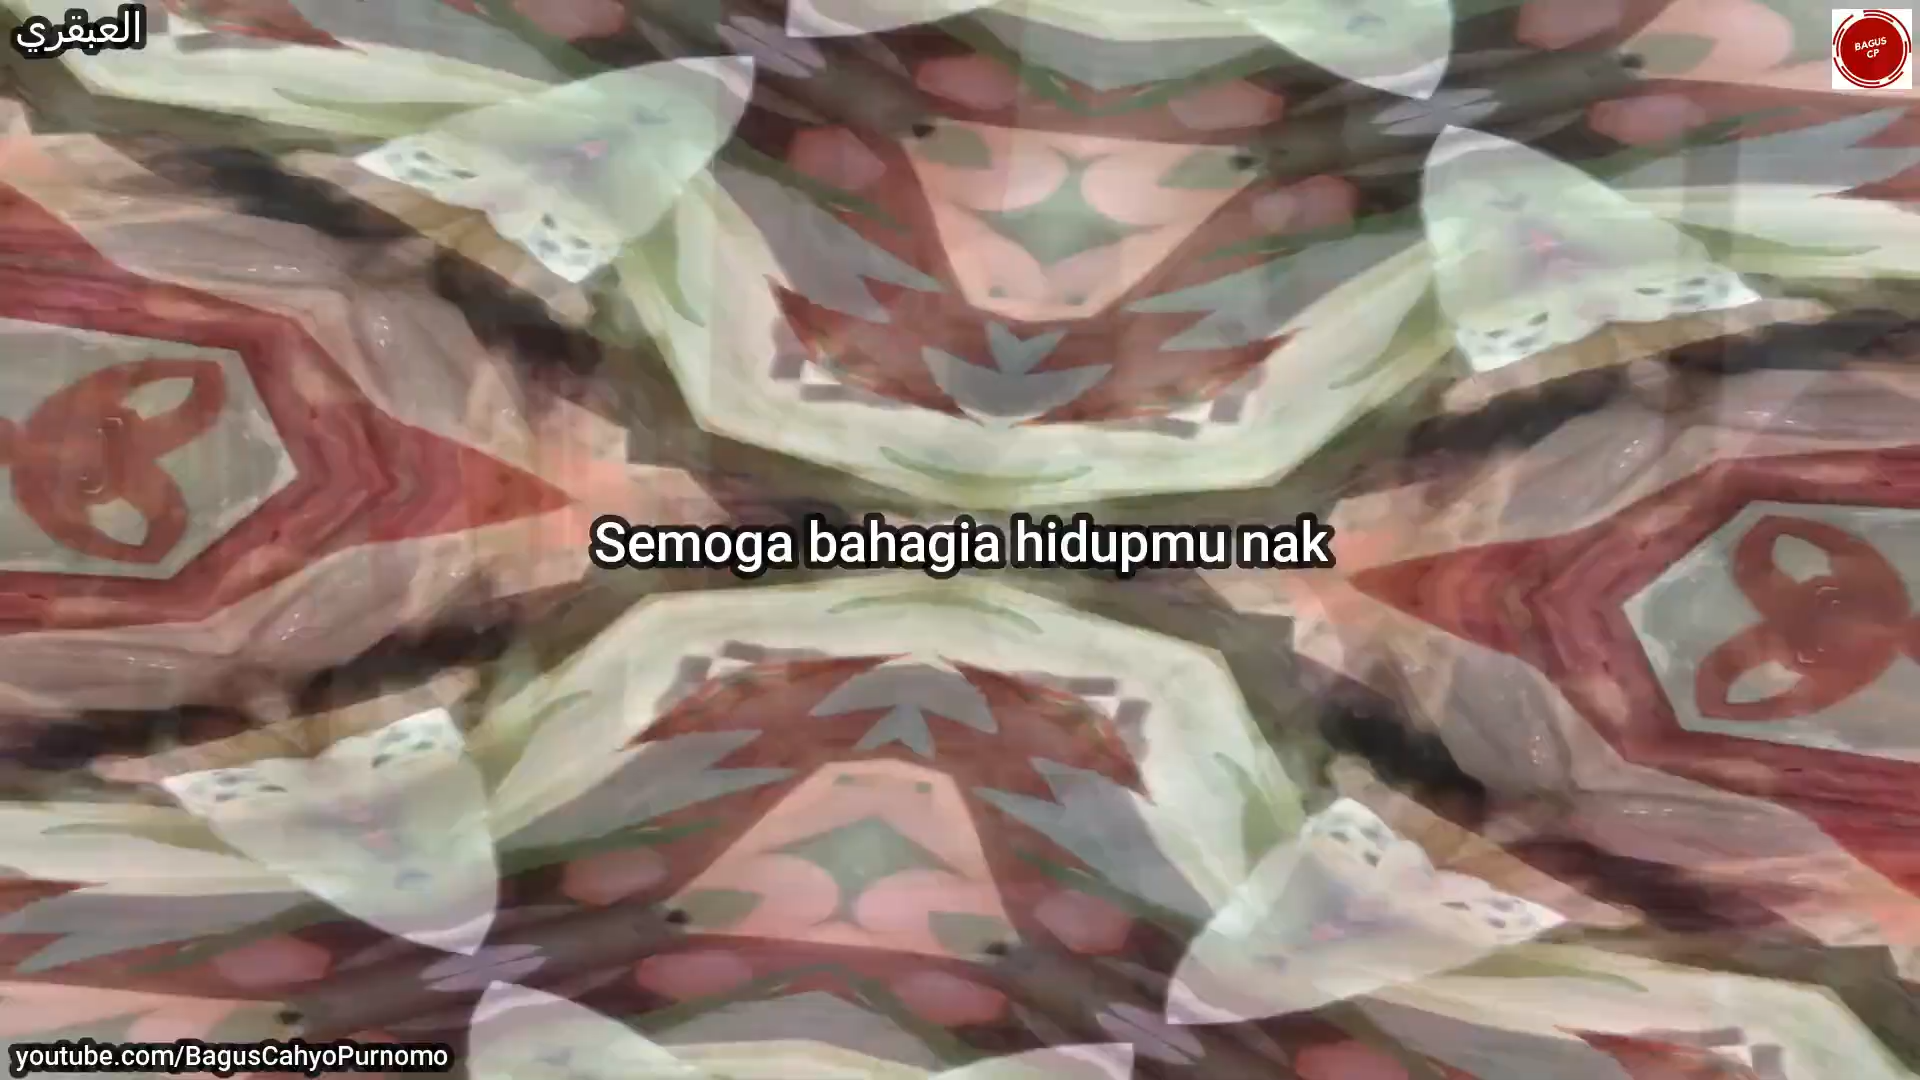 العبقري
BAGUS
CP
Semoga bahagia hidupmu nak
youtube.com/BagusCahyoPurnomo